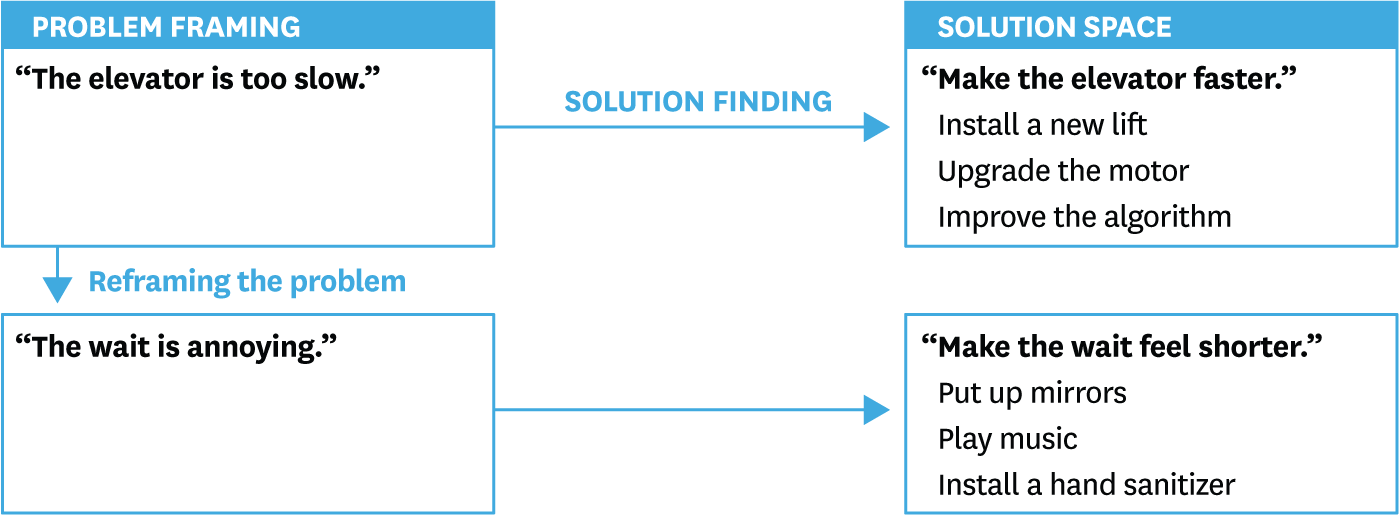 PROBLEM FRAMING
“The elevator is too slow.”
SOLUTION FINDING
SOLUTION SPACE
“Make the elevator faster.”
Install a new lift
Upgrade the motor
Improve the algorithm
Reframing the problem
“The wait is annoying.”
“Make the wait feel shorter.”
Put up mirrors
Play music
Install a hand sanitizer